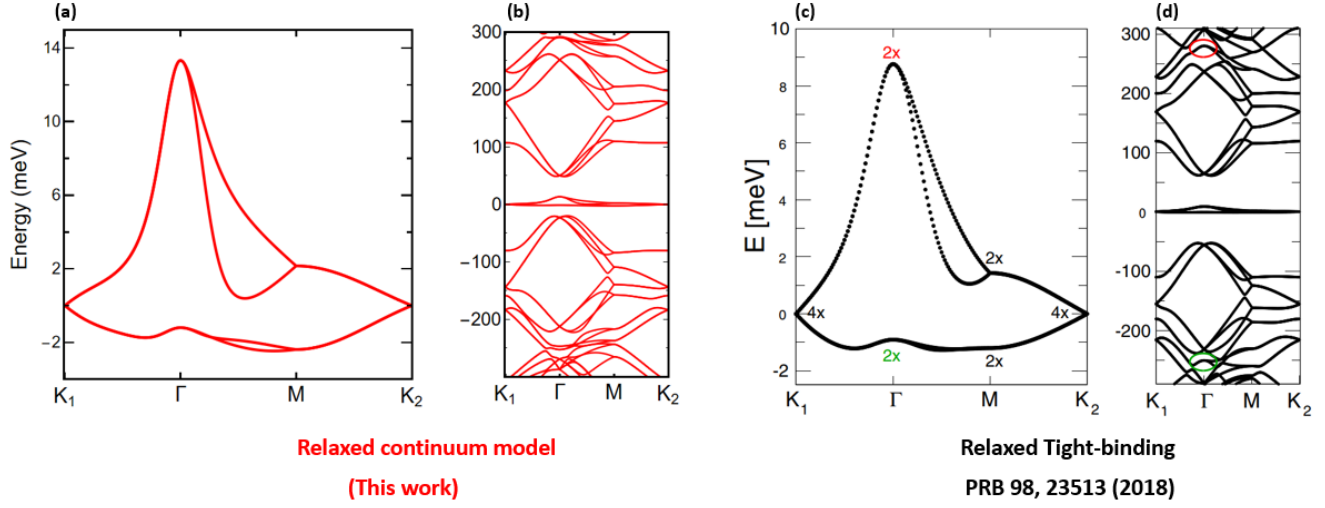 (a)
(b)
(c)
(d)
Energy (meV)
14
10
6
2
−2
K1 Γ M K2
300
200
100
0
−100
−200
K1 Γ M K2
E [meV]
10
8
6
4
2
0
-2
2x
2x
4x
4x
2x
2x
K1 Γ M K2
300
200
120
0
-110
-200
K1 Γ M K2
Relaxed continuum model
(This work)
Relaxed Tight-binding
PRB 98, 23513 (2018)